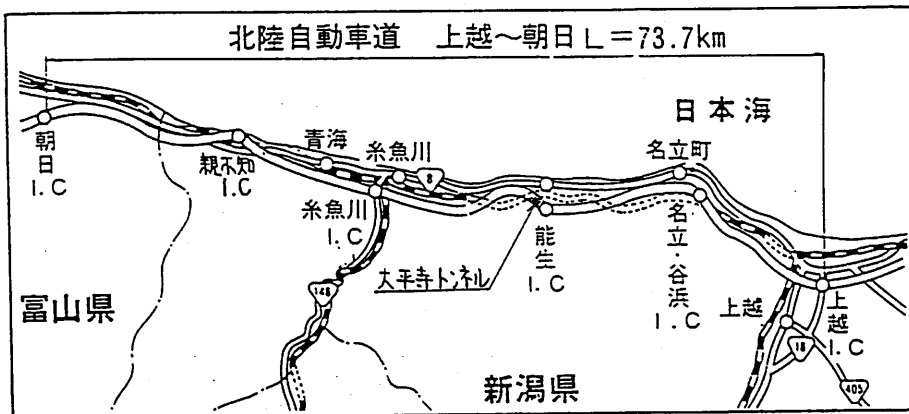 北陸自動車道 上越～朝日 L=73.7km
日本海
朝日
I.C
親不知
I.C
青海
糸魚川
8
名立町
糸魚川
I.C
大平寺トンネル
能生
I.C
名立・谷浜
I.C
上越
上越
I.C
148
18
405
富山県
新潟県